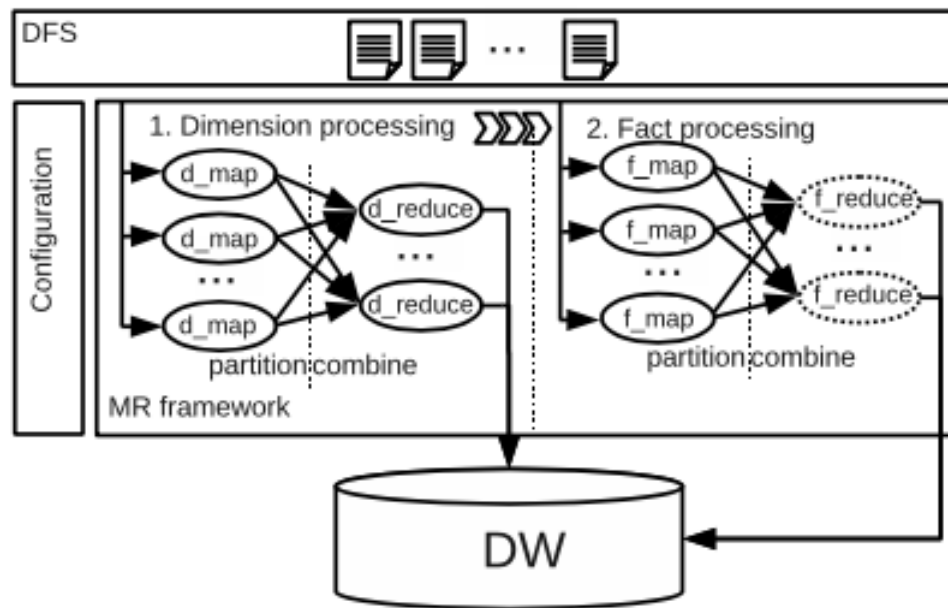 DFS
...
Configuration
1. Dimension processing
d_map
d_map
...
d_map
d_reduce
...
d_reduce
partition combine
2. Fact processing
f_map
f_map
...
f_map
f_reduce
...
f_reduce
partition combine
MR framework
DW